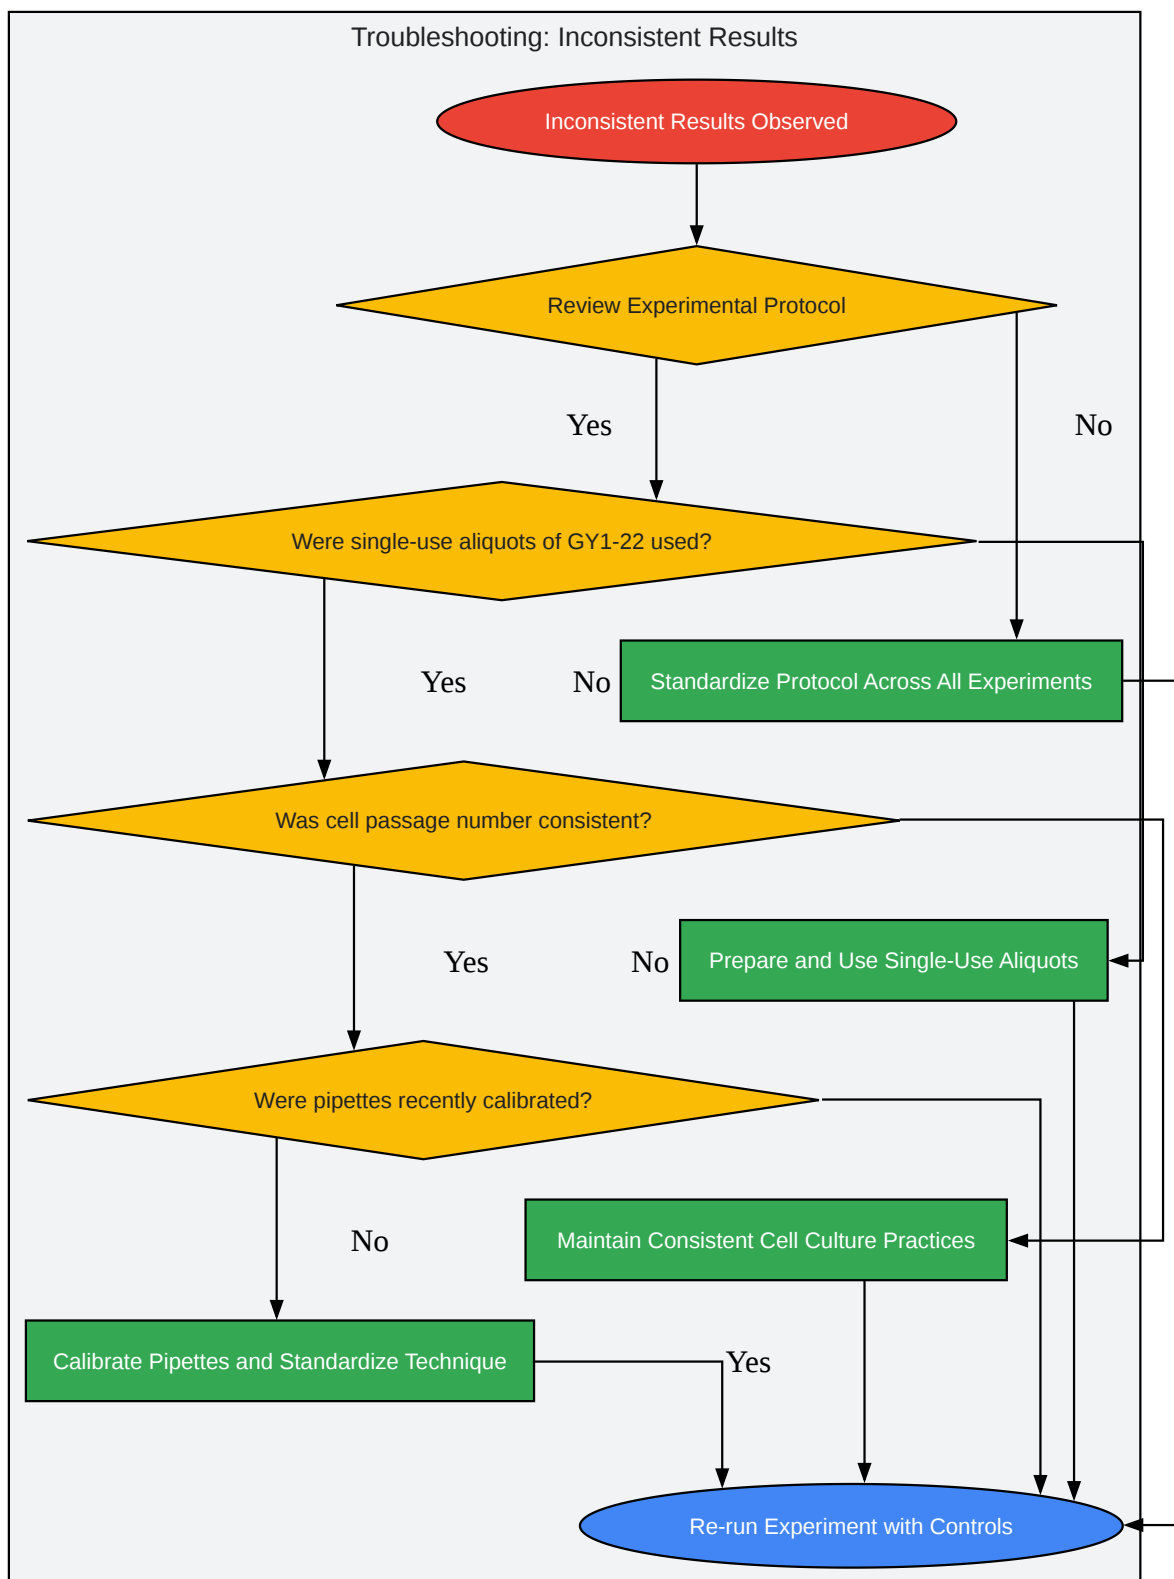 Troubleshooting: Inconsistent Results
Inconsistent Results Observed
Review Experimental Protocol
Yes
No
Were single-use aliquots of GY1-22 used?
Yes
No
Standardize Protocol Across All Experiments
Was cell passage number consistent?
Yes
No
Prepare and Use Single-Use Aliquots
Were pipettes recently calibrated?
No
Maintain Consistent Cell Culture Practices
Calibrate Pipettes and Standardize Technique
Yes
Re-run Experiment with Controls